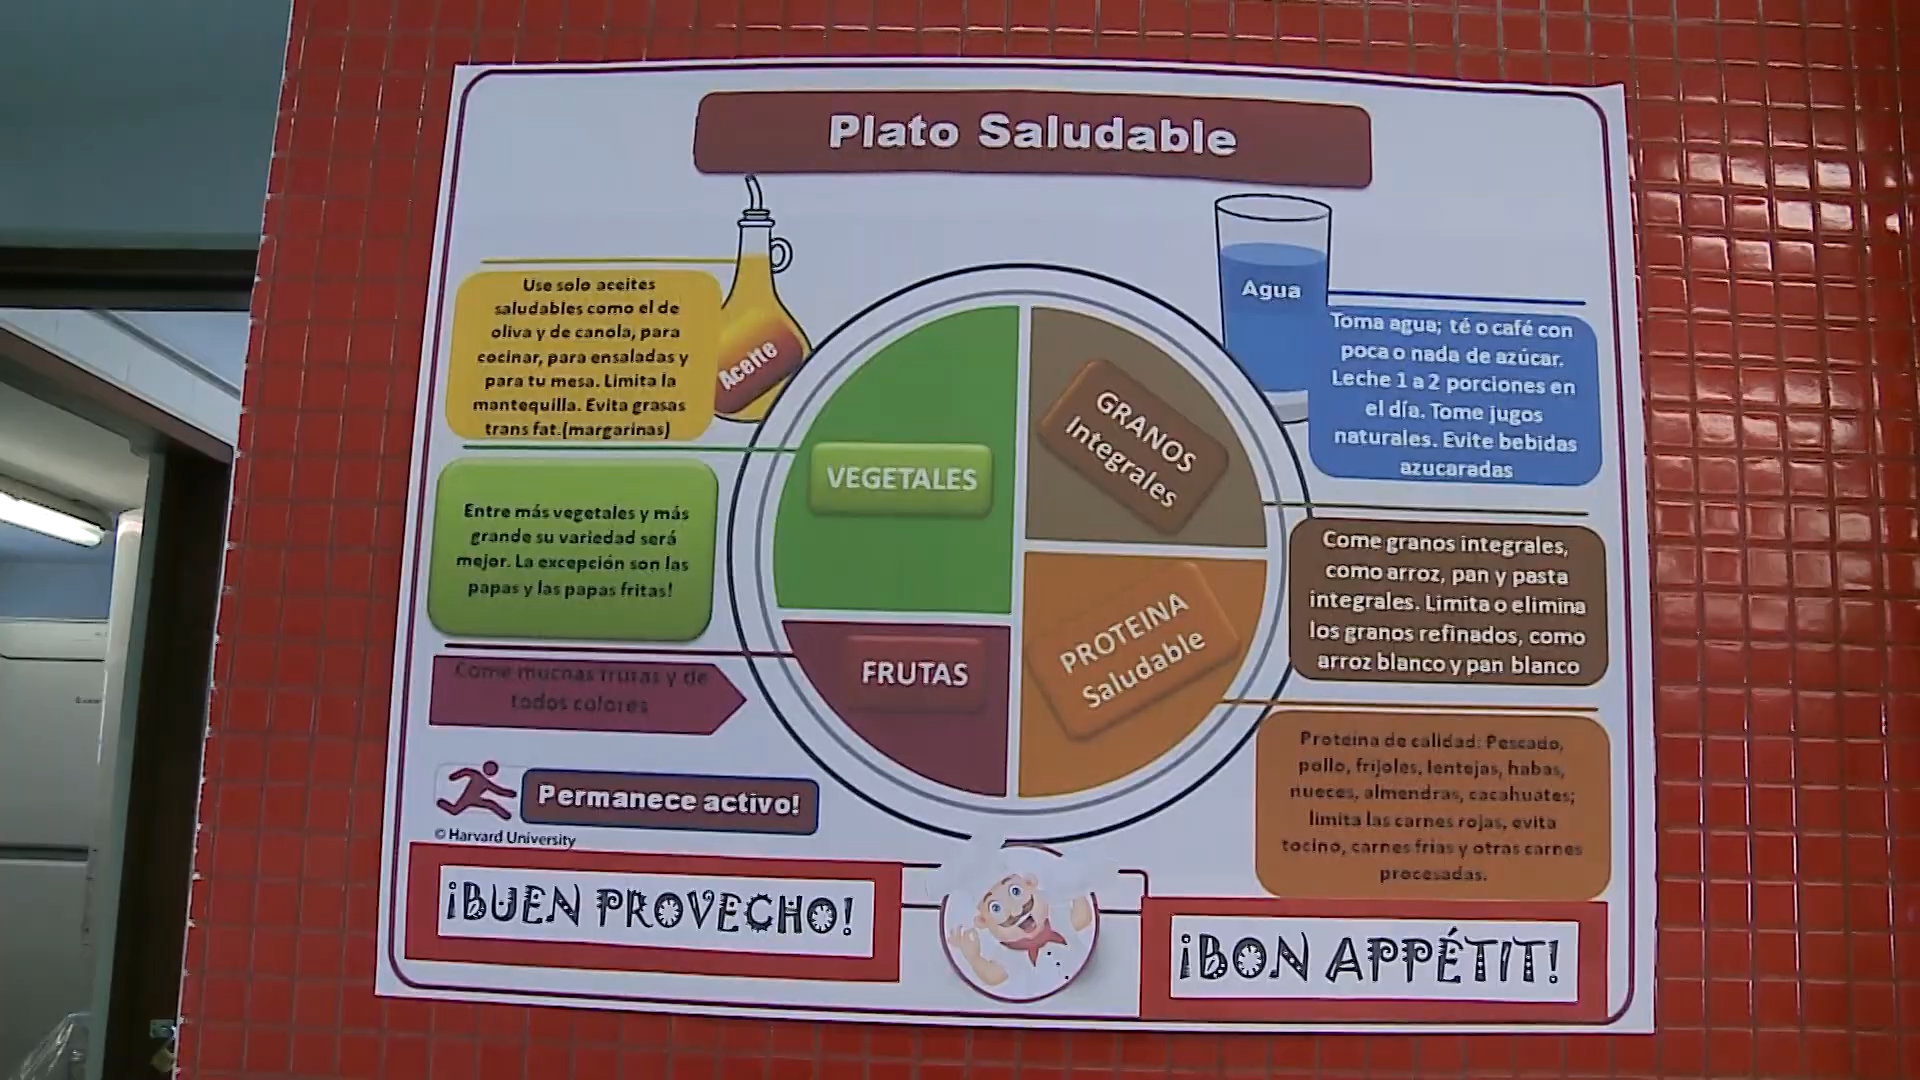 Plato Saludable
Use solo aceites
saludables como el de
oliva y de canola, para
cocinar, para ensaladas y
para tu mesa. Limita la
mantequilla. Evita grasas
trans fat.(margarinas)
Aceite
Agua
Toma agua; té o café con
poca o nada de azúcar.
Leche 1 a 2 porciones en
el día. Tome jugos
naturales. Evite bebidas
azucaradas
VEGETALES
GRANOS
Integrales
Entre más vegetales y más
grande su variedad será
mejor. La excepción son las
papas y las papas fritas!
Come granos integrales,
como arroz, pan y pasta
integrales. Limita o elimina
los granos refinados, como
arroz blanco y pan blanco
FRUTAS
PROTEINA
Saludable
Come muchas frutas y de
todos colores
Proteína de calidad: Pescado,
pollo, frijoles, lentejas, habas,
nueces, almendras, cacahuates;
limita las carnes rojas, evita
tocino, carnes frias y otras carnes
procesadas.
Permanece activo!
© Harvard University
¡BUEN PROVECHO!
¡BON APPÉTIT!